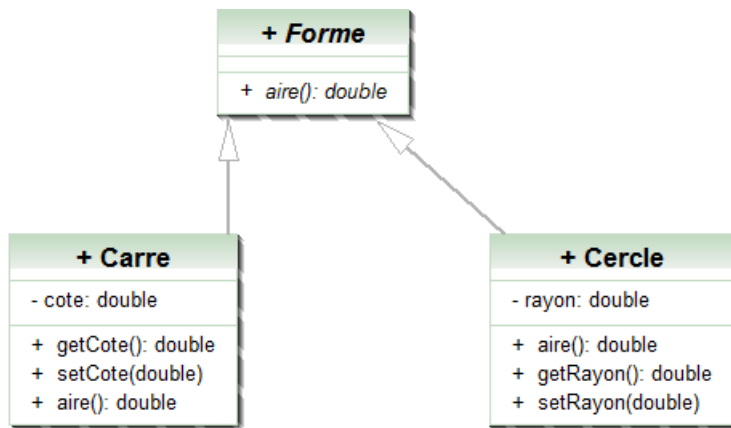 + Forme
+ aire(): double
+ Carre
- cote: double
+ getCote(): double
+ setCote(double)
+ aire(): double
+ Cercle
- rayon: double
+ aire(): double
+ getRayon(): double
+ setRayon(double)